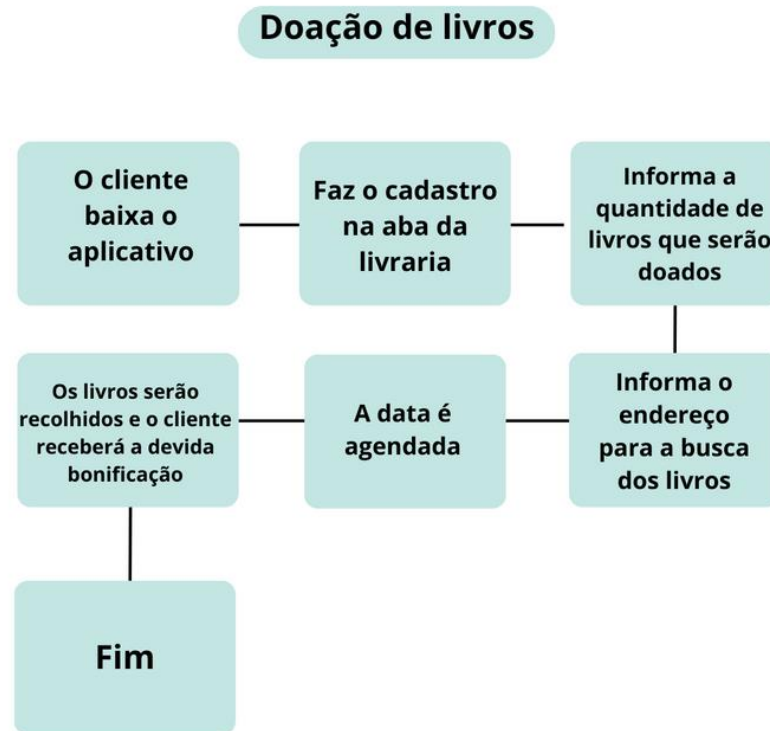 Doação de livros
O cliente
baixa o
aplicativo
Faz o cadastro
na aba da
livraria
Informa a
quantidade de
livros que serão
doados
Informa o
endereço
para a busca
dos livros
A data é
agendada
Os livros serão
recolhidos e o cliente
receberá a devida
bonificação
Fim